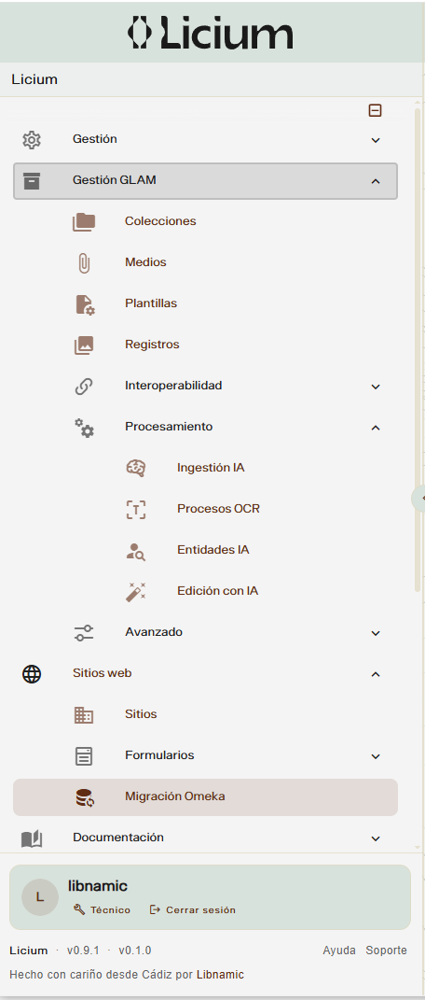 Licium
Licium
Gestión
Gestión GLAM
Colecciones
Medios
Plantillas
Registros
Interoperabilidad
Procesamiento
Ingestión IA
T
Procesos OCR
Entidades IA
Edición con IA
Avanzado
Sitios web
Sitios
Formularios
Migración Omeka
Documentación
L
libnamic
Técnico Cerrar sesión
Licium · v0.9.1 · v0.1.0 Ayuda Soporte
Hecho con cariño desde Cádiz por Libnamic